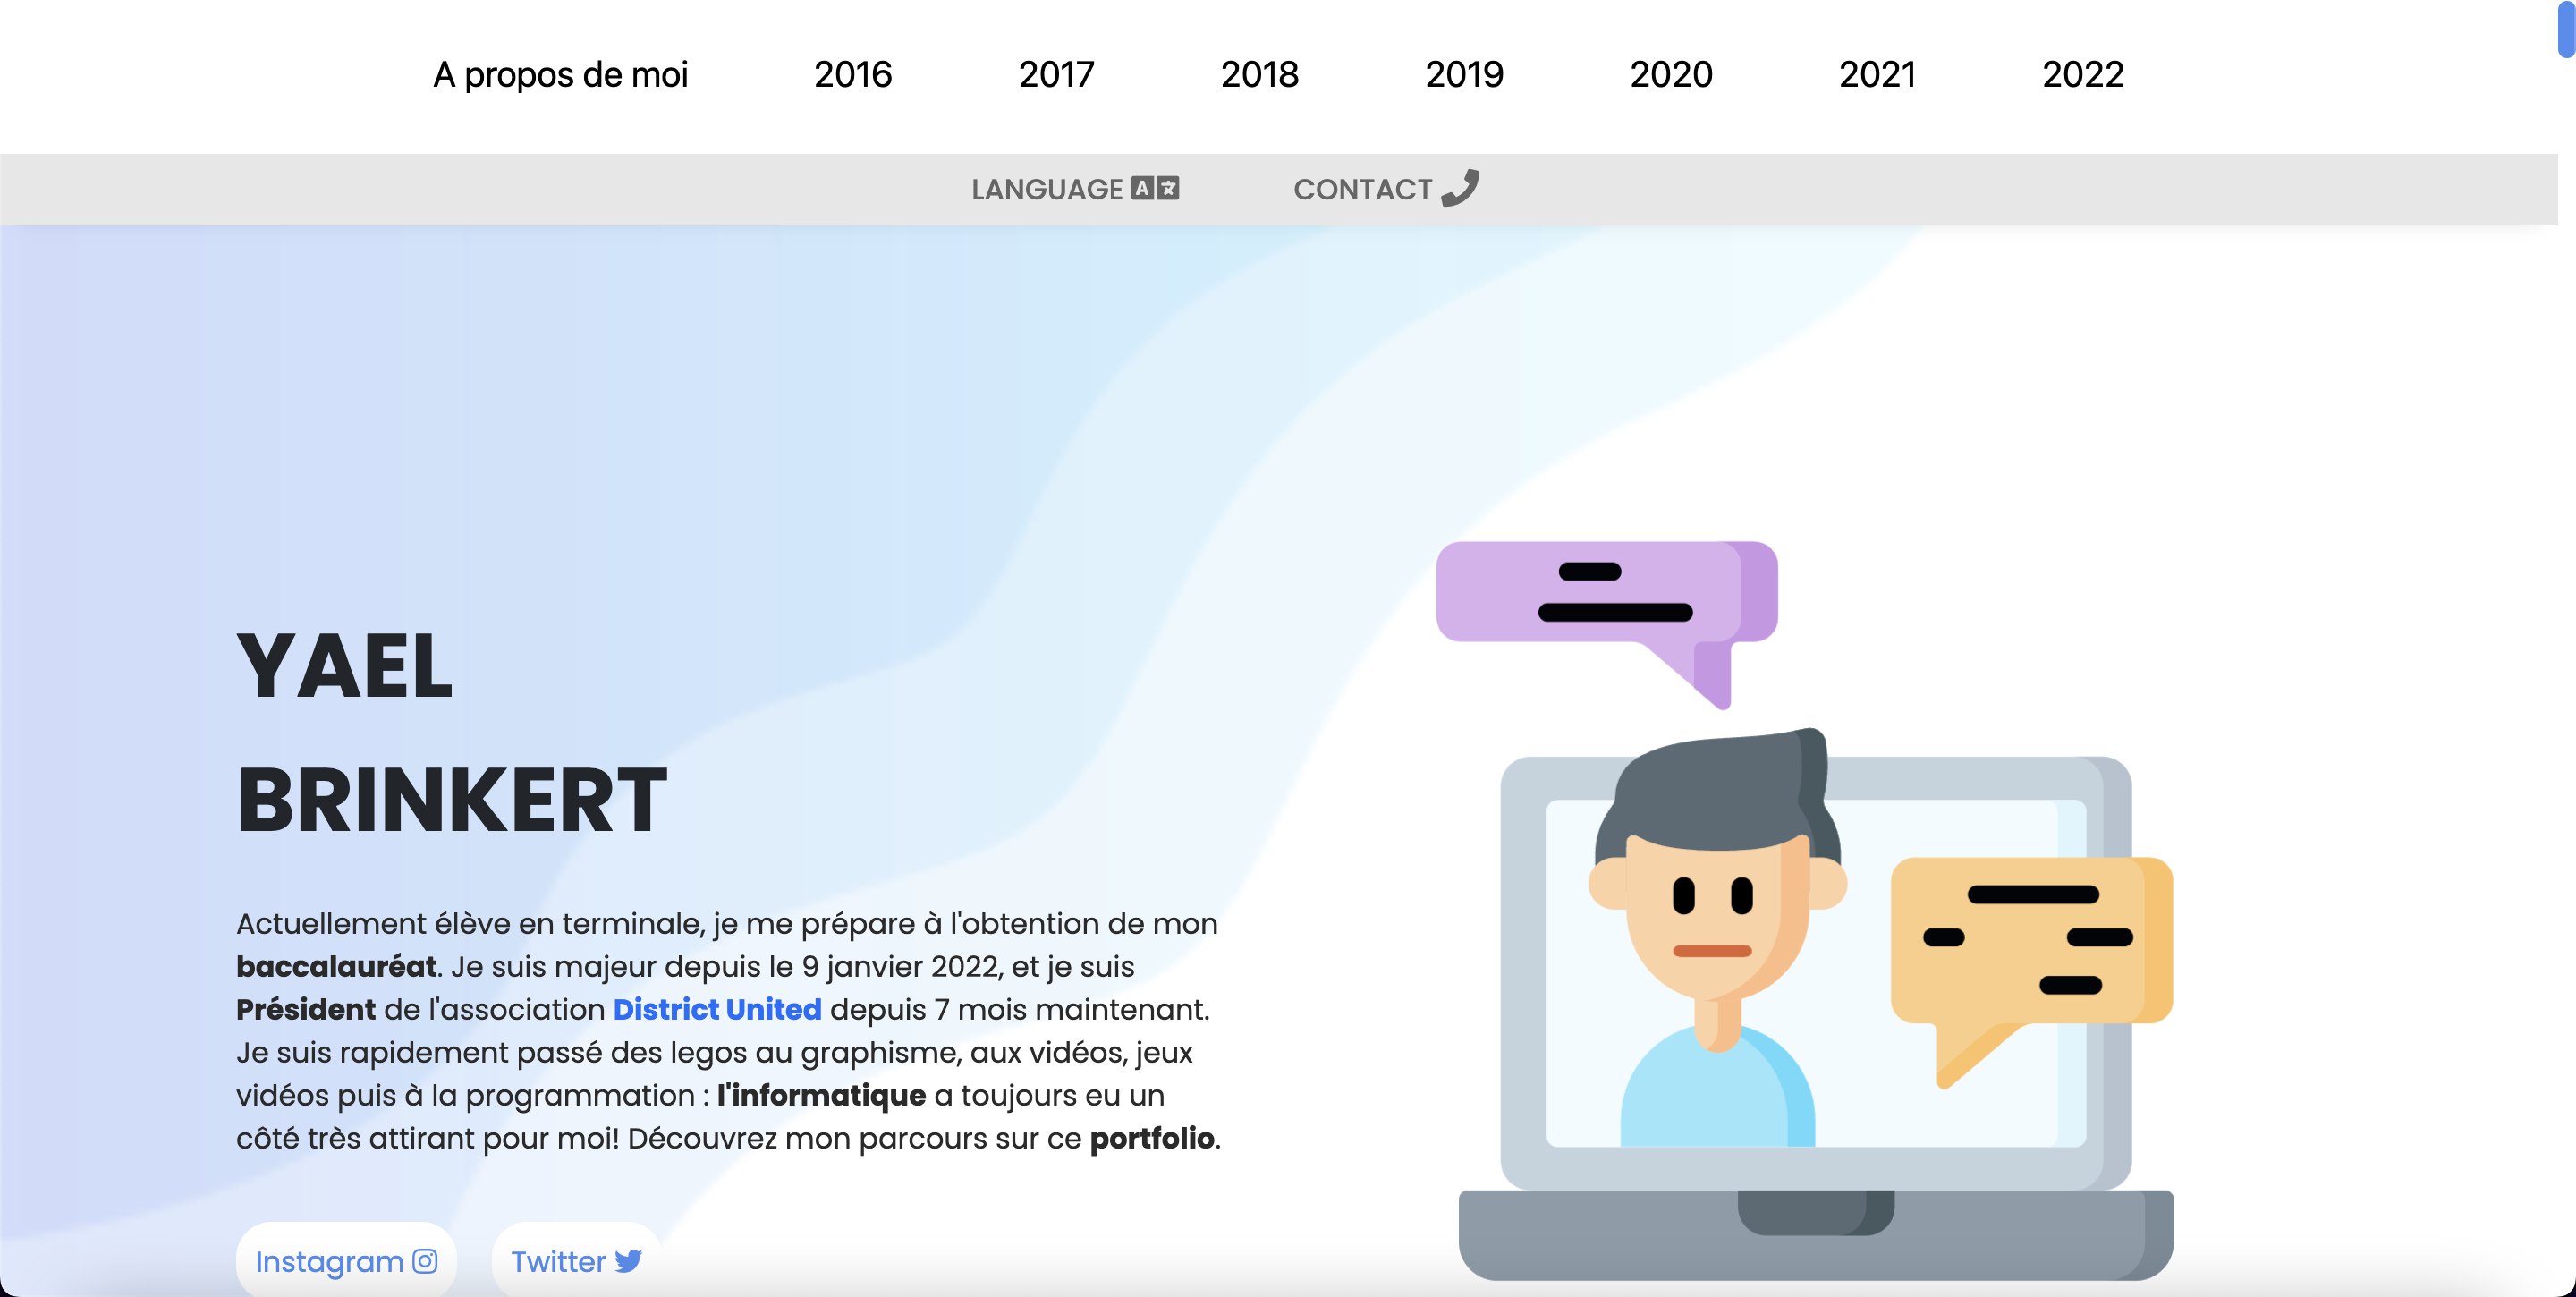 A propos de moi 2016 2017 2018 2019 2020 2021 2022
LANGUAGE CONTACT
YAEL
BRINKERT
Actuellement élève en terminale, je me prépare à l'obtention de mon
baccalauréat. Je suis majeur depuis le 9 janvier 2022, et je suis
Président de l'association District United depuis 7 mois maintenant.
Je suis rapidement passé des legos au graphisme, aux vidéos, jeux
vidéos puis à la programmation : l'informatique a toujours eu un
côté très attirant pour moi! Découvrez mon parcours sur ce portfolio.
Instagram Twitter